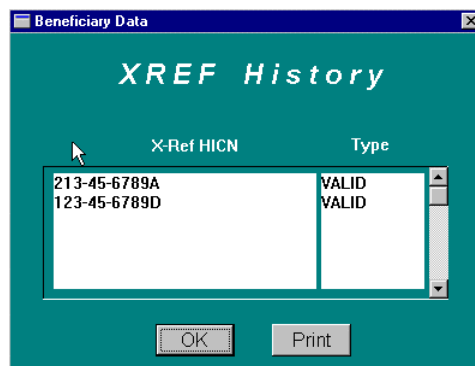 Beneficiary Data
XREF History
X-Ref HICN Type
213-45-6789A VALID
123-45-6789D VALID
OK Print